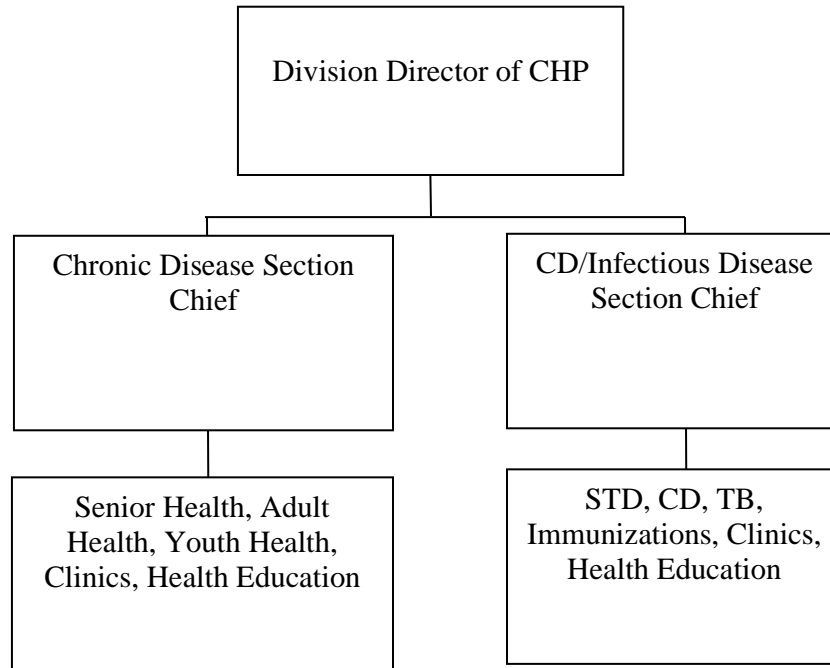 Division Director of CHP
Chronic Disease Section
Chief
CD/Infectious Disease
Section Chief
Senior Health, Adult
Health, Youth Health,
Clinics, Health Education
STD, CD, TB,
Immunizations, Clinics,
Health Education